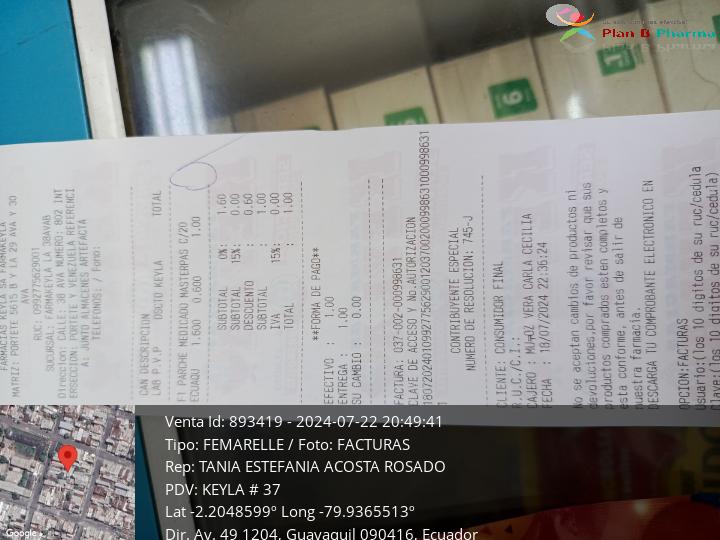 Plan B Pharma
FARMACIAS KEYLA SA FARMAKEYLA
MATRIZ: PORTETE 5615 B Y LA 29 AVA Y 30
AVA
RUC: 0992775629001
SUCURSAL: FARMAKEYLA LA 38AVAB
Direccion: CALLE: 38 AVA NUMERO: 802 INT
ERSECCION: PORTETE Y VENEZUELA REFERENCI
A: JUNTO ALMACENES ARTEFACTA
TELEFONOS: / Fono:
CAN DESCRIPCION
LAB P.V.P DSCTO KEYLA TOTAL
F1 PARCHE MEDICADO MASTERPAS C/20
ECUAQU 1.600 0.600 1.00
SUBTOTAL 0%: 1.60
SUBTOTAL 15%: 0.00
DESCUENTO : 0.60
SUBTOTAL : 1.00
IVA 15%: 0.00
TOTAL : 1.00
**FORMA DE PAGO**
EFECTIVO : 1.00
ENTREGA : 1.00
SU CAMBIO : 0.00
FACTURA: 037-002-000998631
CLAVE DE ACCESO Y No.AUTORIZACION
CONTRIBUYENTE ESPECIAL
NUMERO DE RESOLUCION: 745-J
CLIENTE: CONSUMIDOR FINAL
R.U.C./C.I.:
CAJERO : MUÑOZ VERA CARLA CECILIA
FECHA : 18/07/2024 22:36:24
No se aceptan cambios de productos ni
devoluciones,por favor revisar que sus
productos comprados esten completos y
esta conforme, antes de salir de
nuestra farmacia.
DESCARGA TU COMPROBANTE ELECTRONICO EN
OPCION:FACTURAS
Usuario:(los 10 digitos de su ruc/cedula
Clave:(los 10 digitos de su ruc/cedula)
Venta Id: 893419 - 2024-07-22 20:49:41
Tipo: FEMARELLE / Foto: FACTURAS
Rep: TANIA ESTEFANIA ACOSTA ROSADO
PDV: KEYLA # 37
Lat -2.2048599º Long -79.9365513º
Dir. Av. 49 1204, Guayaquil 090416, Ecuador
Google